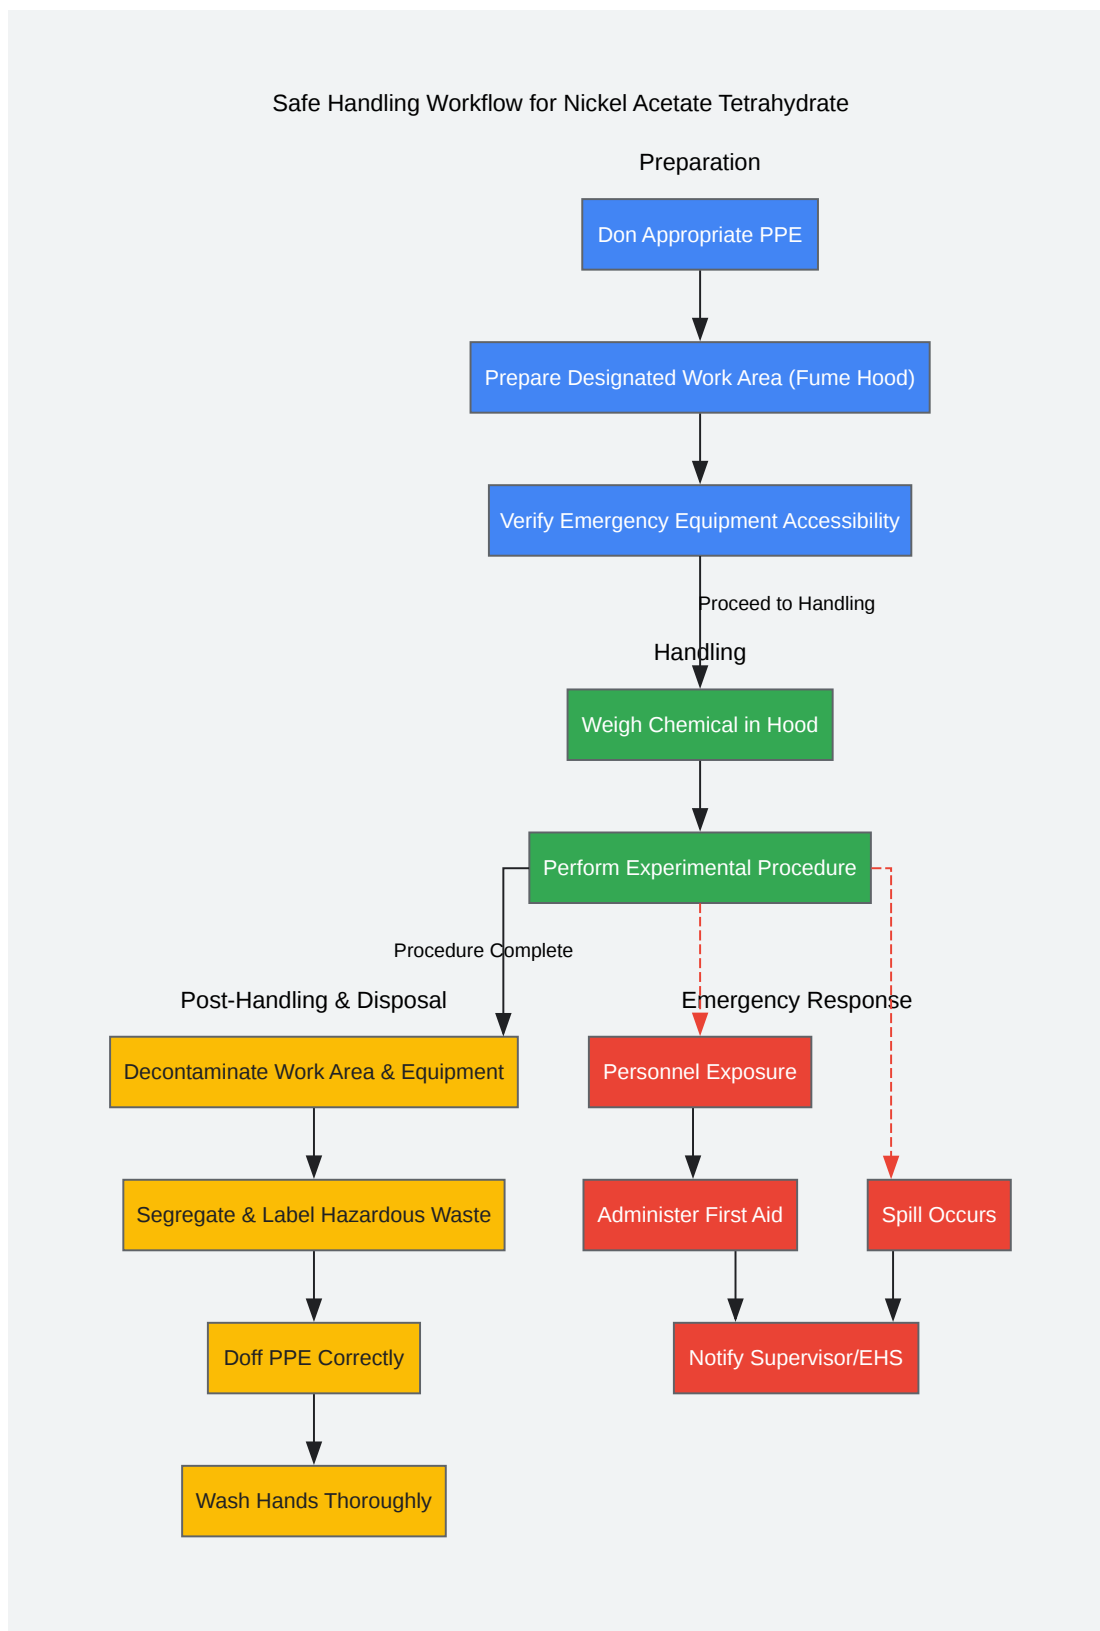 Safe Handling Workflow for Nickel Acetate Tetrahydrate
Preparation
Don Appropriate PPE
Prepare Designated Work Area (Fume Hood)
Verify Emergency Equipment Accessibility
Proceed to Handling
Handling
Weigh Chemical in Hood
Perform Experimental Procedure
Procedure Complete
Post-Handling & Disposal
Decontaminate Work Area & Equipment
Segregate & Label Hazardous Waste
Doff PPE Correctly
Wash Hands Thoroughly
Emergency Response
Personnel Exposure
Administer First Aid
Spill Occurs
Notify Supervisor/EHS